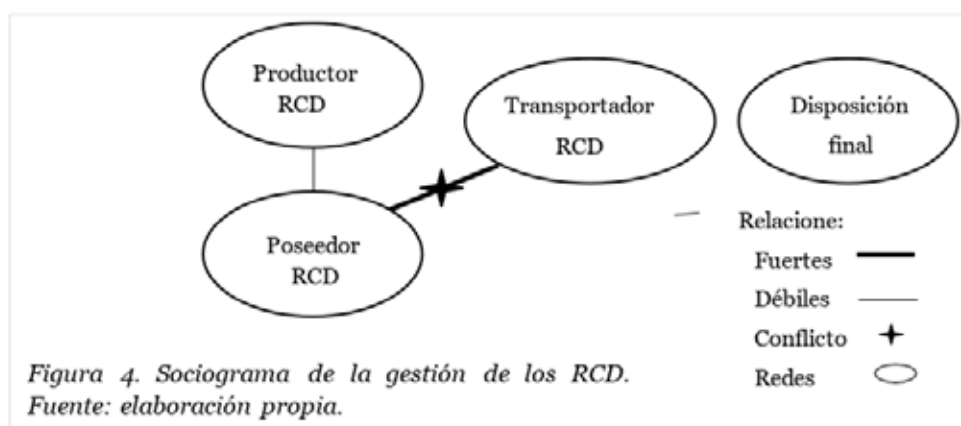 Productor
RCD
Transportador
RCD
Disposición
final
Poseedor
RCD
Relacione:
Fuertes
Débiles
Conflicto
Redes
Figura 4. Sociograma de la gestión de los RCD.
Fuente: elaboración propia.